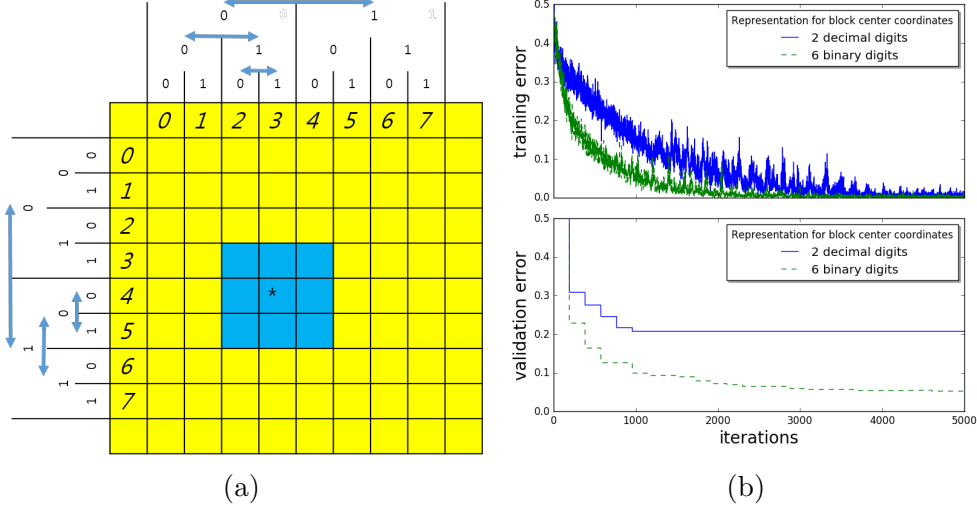 0 0 1 1
0 1 0 1
0 1 0 1 0 1 0 1
0 1 2 3 4 5 6 7
0 0
0
1 1
0
2 0
1
3 1
*
4 0
0
5 1
1
6 0
1
7 1
(a)
0.5
0.4
0.3
0.2
0.1
0.0
training error
Representation for block center coordinates
2 decimal digits
6 binary digits
0.5
0.4
0.3
0.2
0.1
0.0
validation error
Representation for block center coordinates
2 decimal digits
6 binary digits
0 1000 2000 3000 4000 5000
iterations
(b)